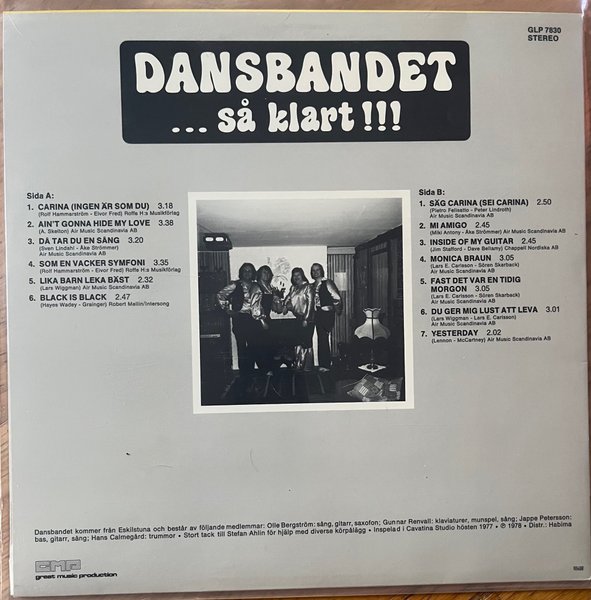 GLP 7830
STEREO
DANSBANDET
... så klart!!!
Sida A:
1. CARINA (INGEN ÄR SOM DU) 3.18
(Rolf Hammarström - Elvor Fred) Roffs H:s Musikförlag
2. AIN'T GONNA HIDE MY LOVE 3.38
(A. Skelton) Air Music Scandinavia AB
3. DÅ TAR DU EN SÅNG 3.20
(Sven Lindahl - Åke Strömmer) Air Music Scandinavia AB
4. SOM EN VACKER SYMFONI 3.35
(Rolf Hammarström - Elvor Fred) Roffs H:s Musikförlag
5. LIKA BARN LEKA BÄST 2.32
(Lars Wiggman) Air Music Scandinavia AB
6. BLACK IS BLACK 2.47
(Hayes Wadey - Grainger) Robert Mallin/Intersong
Sida B:
1. SÄG CARINA (SEI CARINA) 2.50
(Pietro Felisatto - Peter Lindroth)
Air Music Scandinavia AB
2. MI AMIGO 2.45
(Miki Antony - Åke Strömmer) Air Music Scandinavia AB
3. INSIDE OF MY GUITAR 2.45
(Jim Stafford - Dave Bellamy) Chappell Nordiska AB
4. MONICA BRAUN 3.05
(Lars E. Carlsson - Sören Skarback)
Air Music Scandinavia AB
5. FAST DET VAR EN TIDIG
MORGON 3.05
(Lars E. Carlsson - Sören Skarback)
Air Music Scandinavia AB
6. DU GER MIG LUST ATT LEVA 3.01
(Lars Wiggman - Lars E. Carlsson)
Air Music Scandinavia AB
7. YESTERDAY 2.02
(Lennon - McCartney) Air Music Scandinavia AB
Dansbandet kommer från Eskilstuna och består av följande medlemmar: Olle Bergström: sång, gitarr, saxofon; Gunnar Renvall: klaviaturer, munspel, sång; Jappe Petersson:
bas, gitarr, sång; Hans Calmegård: trummor • Stort tack till Stefan Ahlin för hjälp med diverse körpålägg • Inspelad i Cavatina Studio hösten 1977 • ℗ 1978 • Distr.: Habima
GMP
great music production